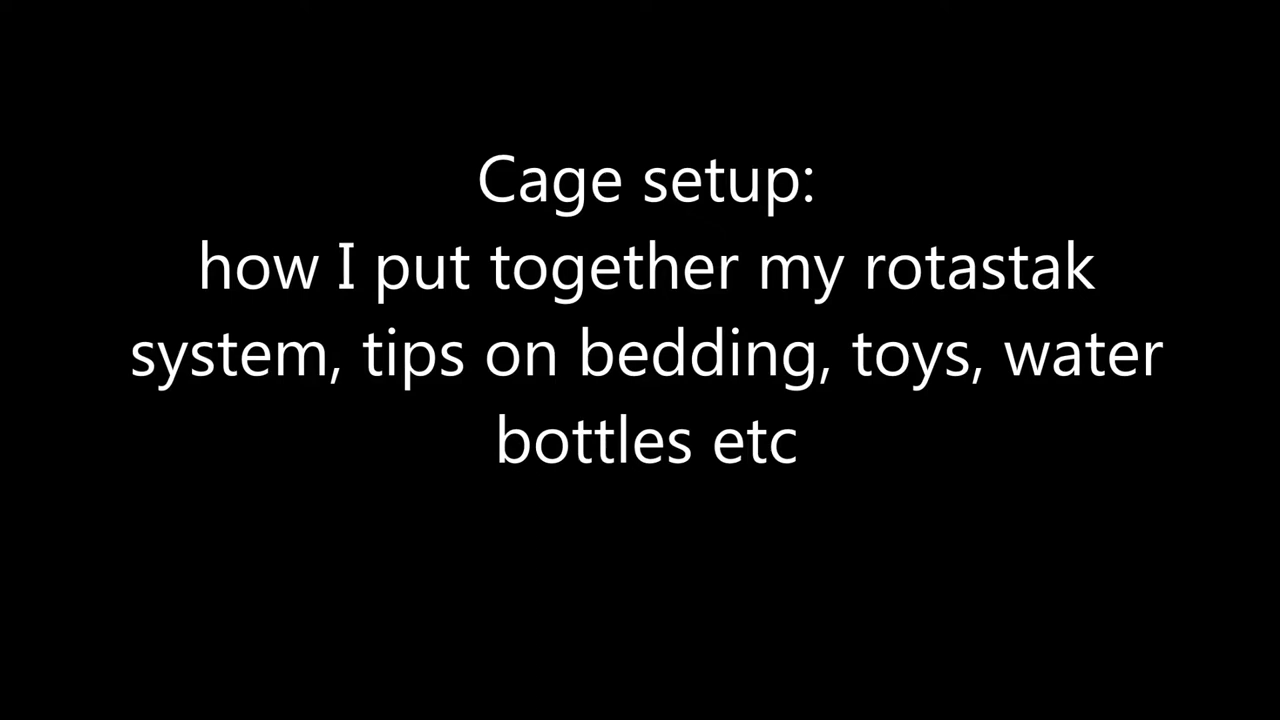 Cage setup:
how I put together my rotastak
system, tips on bedding, toys, water
bottles etc